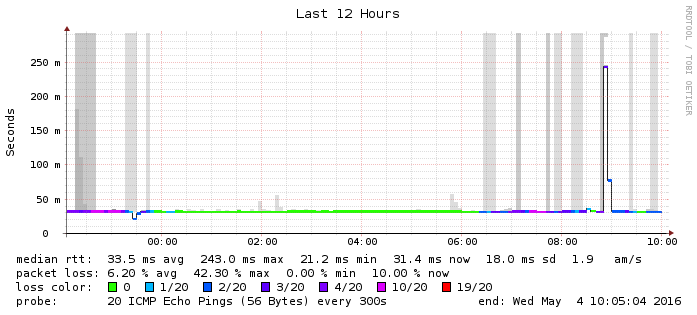 Last 12 Hours
RRDTOOL / TOBI OETIKER
Seconds
250 m
200 m
150 m
100 m
50 m
0
00:00 02:00 04:00 06:00 08:00 10:00
median rtt: 33.5 ms avg 243.0 ms max 21.2 ms min 31.4 ms now 18.0 ms sd 1.9 am/s
packet loss: 6.20 % avg 42.30 % max 0.00 % min 10.00 % now
loss color: 0 1/20 2/20 3/20 4/20 10/20 19/20
probe: 20 ICMP Echo Pings (56 Bytes) every 300s end: Wed May 4 10:05:04 2016